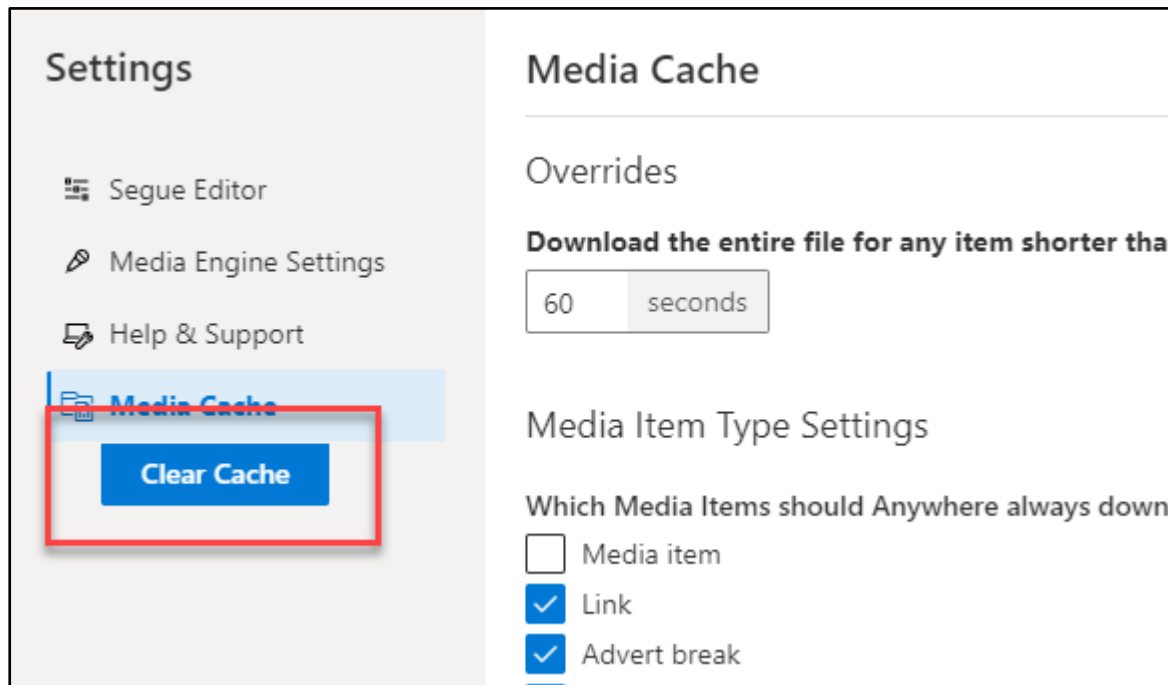 Settings
Segue Editor
Media Engine Settings
Help & Support
Media Cache
Clear Cache
Media Cache
Overrides
Download the entire file for any item shorter tha
60 seconds
Media Item Type Settings
Which Media Items should Anywhere always down
Media item
Link
Advert break